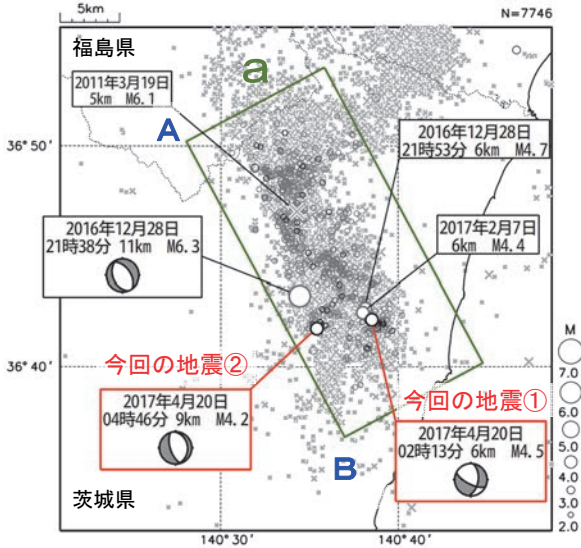 5km
N=7746
福島県
a
2011年3月19日
5km M6.1
A
2016年12月28日
21時53分 6km M4.7
36°50′
2017年2月7日
6km M4.4
2016年12月28日
21時38分 11km M6.3
M
7.0
6.0
5.0
4.0
3.0
2.0
36°40′
今回の地震②
今回の地震①
2017年4月20日
04時46分 9km M4.2
2017年4月20日
02時13分 6km M4.5
B
茨城県
140°30′
140°40′